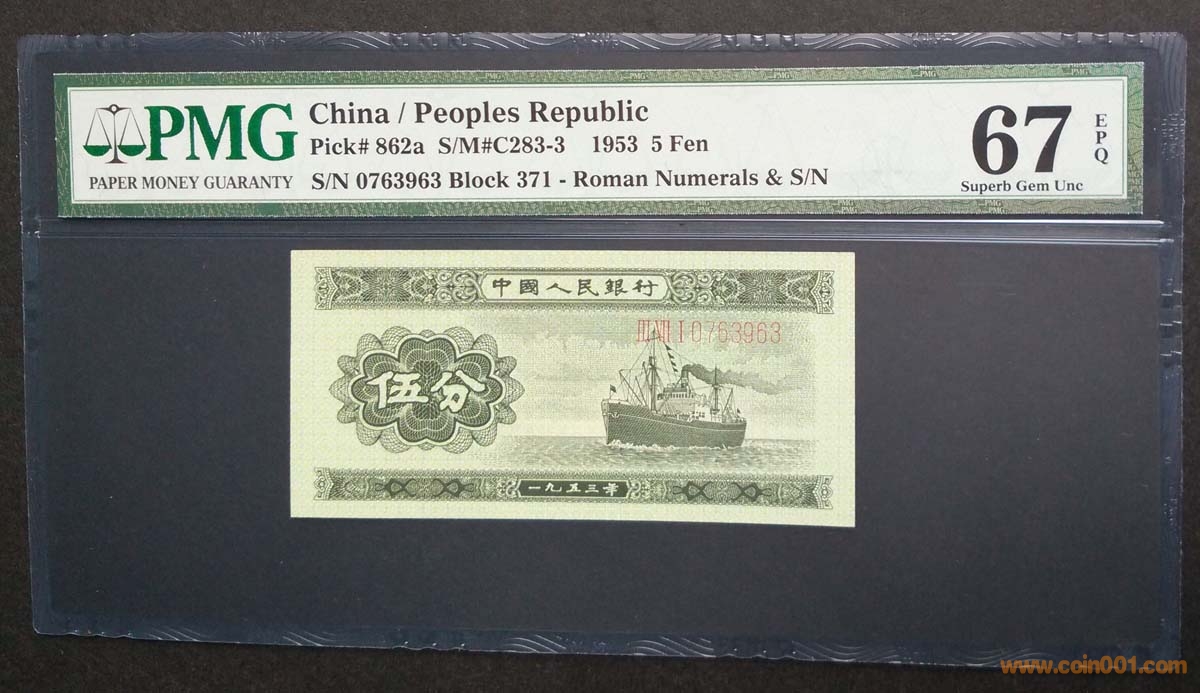 PMG
PAPER MONEY GUARANTY
China / Peoples Republic
Pick# 862a S/M#C283-3 1953 5 Fen
S/N 0763963 Block 371 - Roman Numerals & S/N
67
EPQ
Superb Gem Unc
中國人民銀行
III VII I 0763963
伍分
一九五三年
www.coin001.com